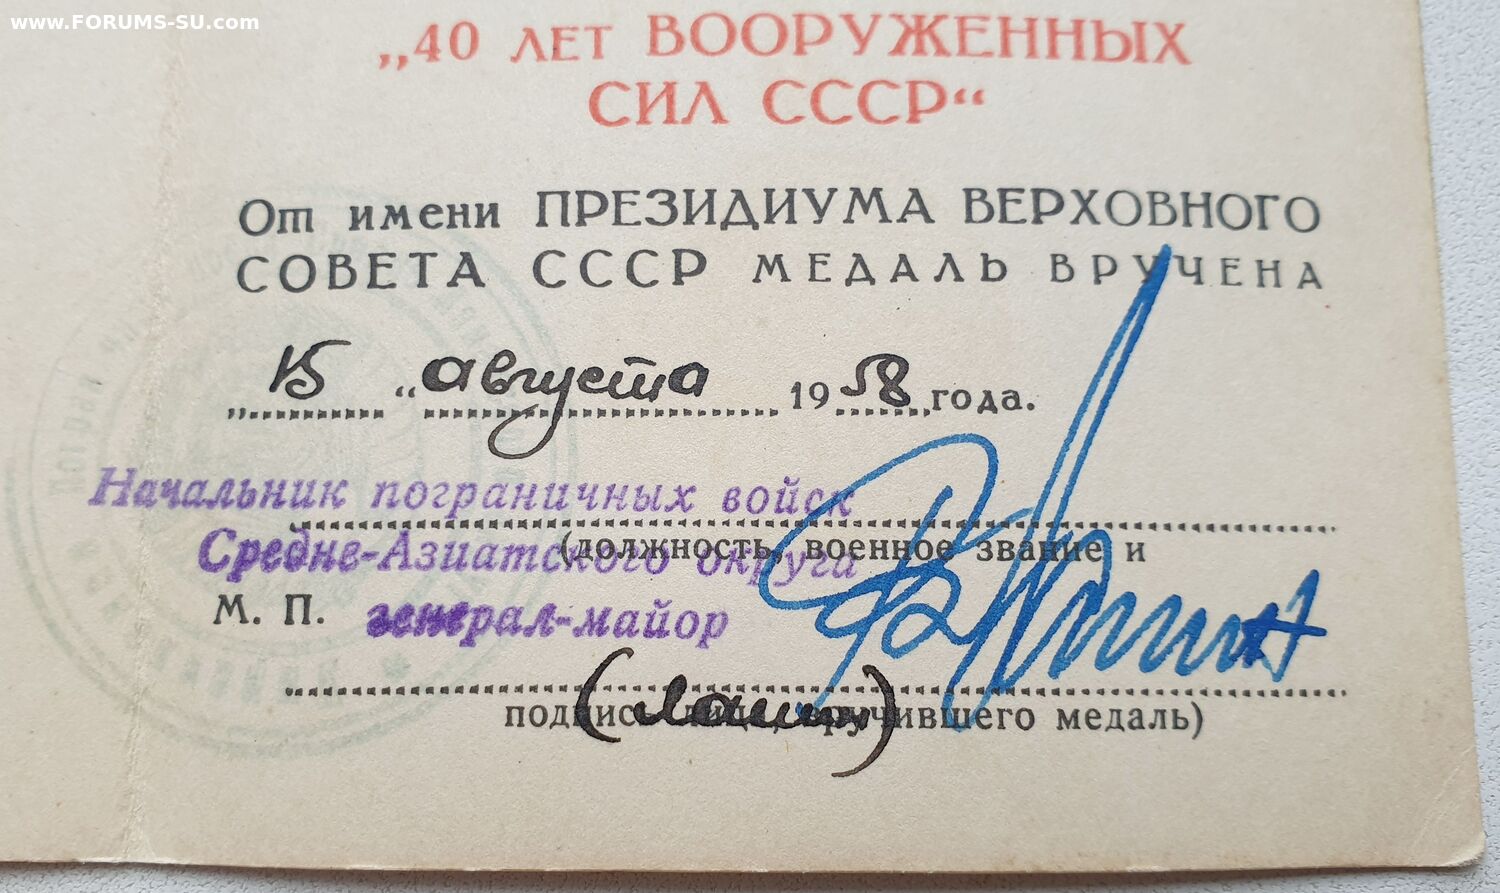 www.FORUMS-SU.com
„40 лет ВООРУЖЕННЫХ
СИЛ СССР“
От имени ПРЕЗИДИУМА ВЕРХОВНОГО
СОВЕТА СССР МЕДАЛЬ ВРУЧЕНА
„15“ августа 1958 года.
Начальник пограничных войск
(должность, военное звание и
Средне-Азиатского округа
М. П. генерал-майор
подпись лица, вручившего медаль)